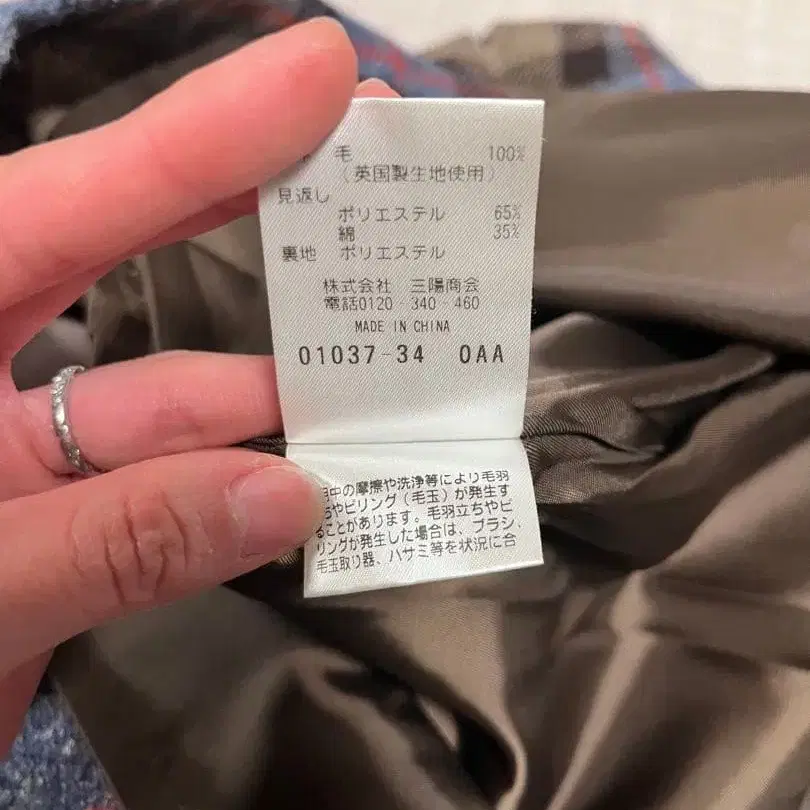 毛 100%
(英国製生地使用)
見返し
ポリエステル 65%
綿 35%
裏地 ポリエステル
株式会社 三陽商会
電話0120-340-460
MADE IN CHINA
01037-34 0AA
中の摩擦や洗浄等により毛羽
ちやピリング(毛玉)が発生す
ることがあります。毛羽立ちやピ
リングが発生した場合は、ブラシ、
毛玉取り器、ハサミ等を状況に合